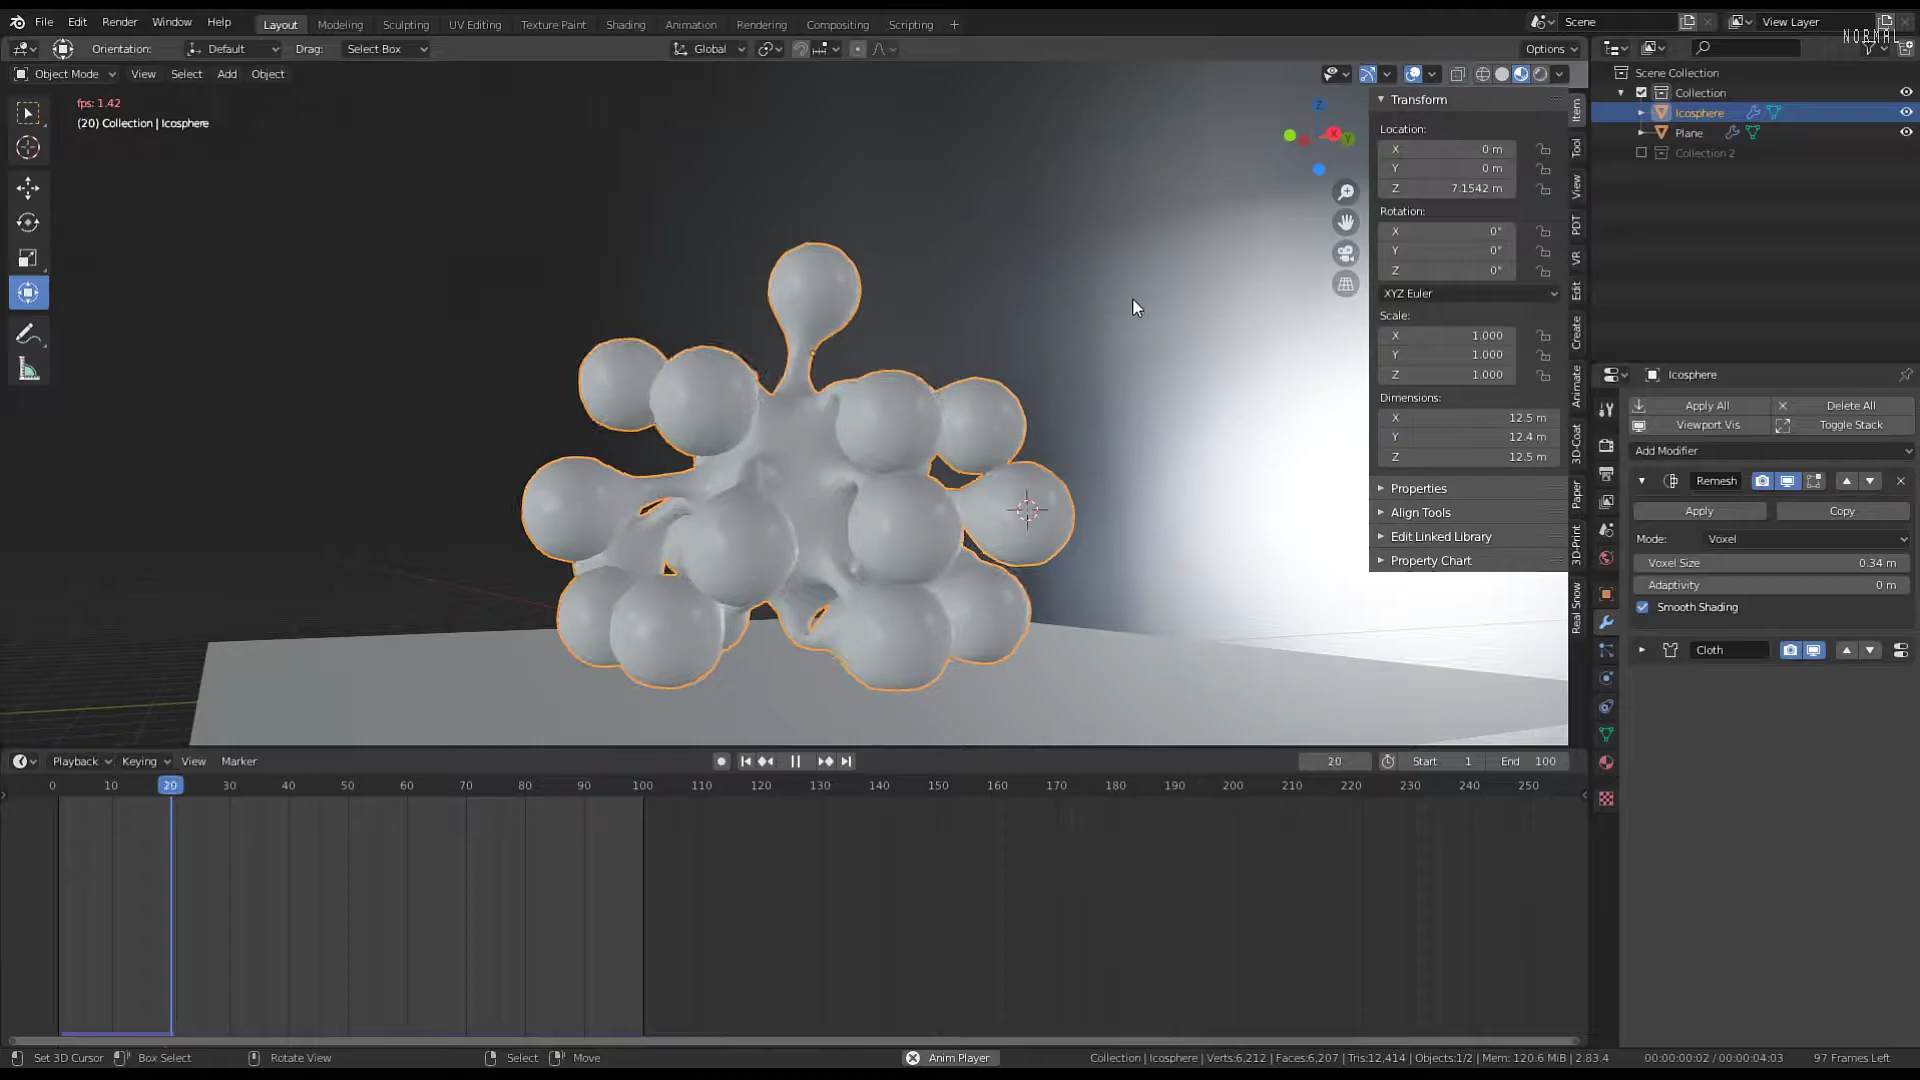 File Edit Render Window Help
Layout Modeling Sculpting UV Editing Texture Paint Shading Animation Rendering Compositing Scripting +
Scene View Layer
NORMAL
Orientation: Default Drag: Select Box Global Options
Object Mode View Select Add Object
fps: 1.42
(20) Collection | Icosphere
Z
X
Y
Transform
Location:
X 0 m
Y 0 m
Z 7.1542 m
Rotation:
X 0°
Y 0°
Z 0°
XYZ Euler
Scale:
X 1.000
Y 1.000
Z 1.000
Dimensions:
X 12.5 m
Y 12.4 m
Z 12.5 m
Properties
Align Tools
Edit Linked Library
Property Chart
Item
Tool
View
PDT
VR
Edit
Create
Animate
3D-Coat
Paper
3D-Print
Real Snow
Scene Collection
Collection
Icosphere
Plane
Collection 2
Icosphere
Apply All Delete All
Viewport Vis Toggle Stack
Add Modifier
Remesh
Apply Copy
Mode: Voxel
Voxel Size 0.34 m
Adaptivity 0 m
Smooth Shading
Cloth
Playback Keying View Marker 20 Start 1 End 100
0 10 20 30 40 50 60 70 80 90 100 110 120 130 140 150 160 170 180 190 200 210 220 230 240 250
Set 3D Cursor Box Select Rotate View Select Move Anim Player Collection | Icosphere | Verts:6,212 | Faces:6,207 | Tris:12,414 | Objects:1/2 | Mem: 120.6 MiB | 2.83.4 00:00:00:02 / 00:00:04:03 97 Frames Left